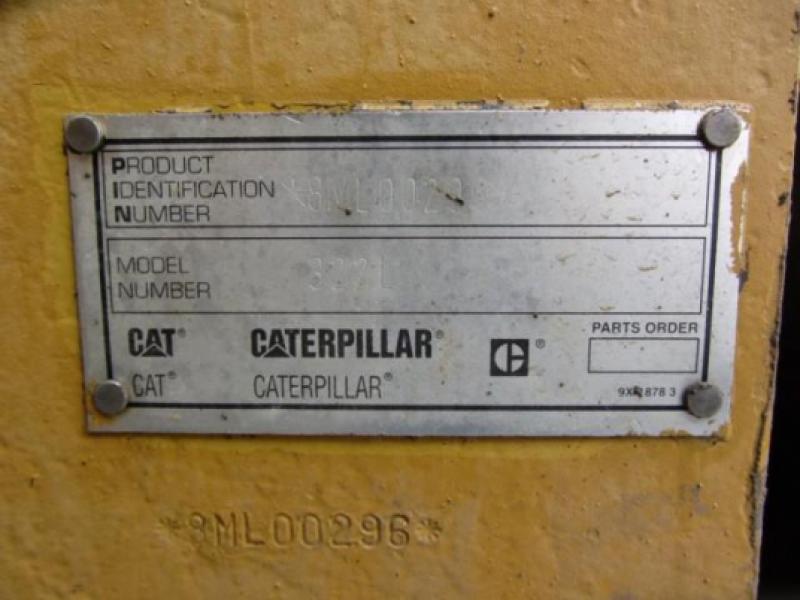 PRODUCT
IDENTIFICATION
NUMBER
MODEL
NUMBER
CAT® CATERPILLAR® C®
CAT® CATERPILLAR®
PARTS ORDER
*8ML00296*